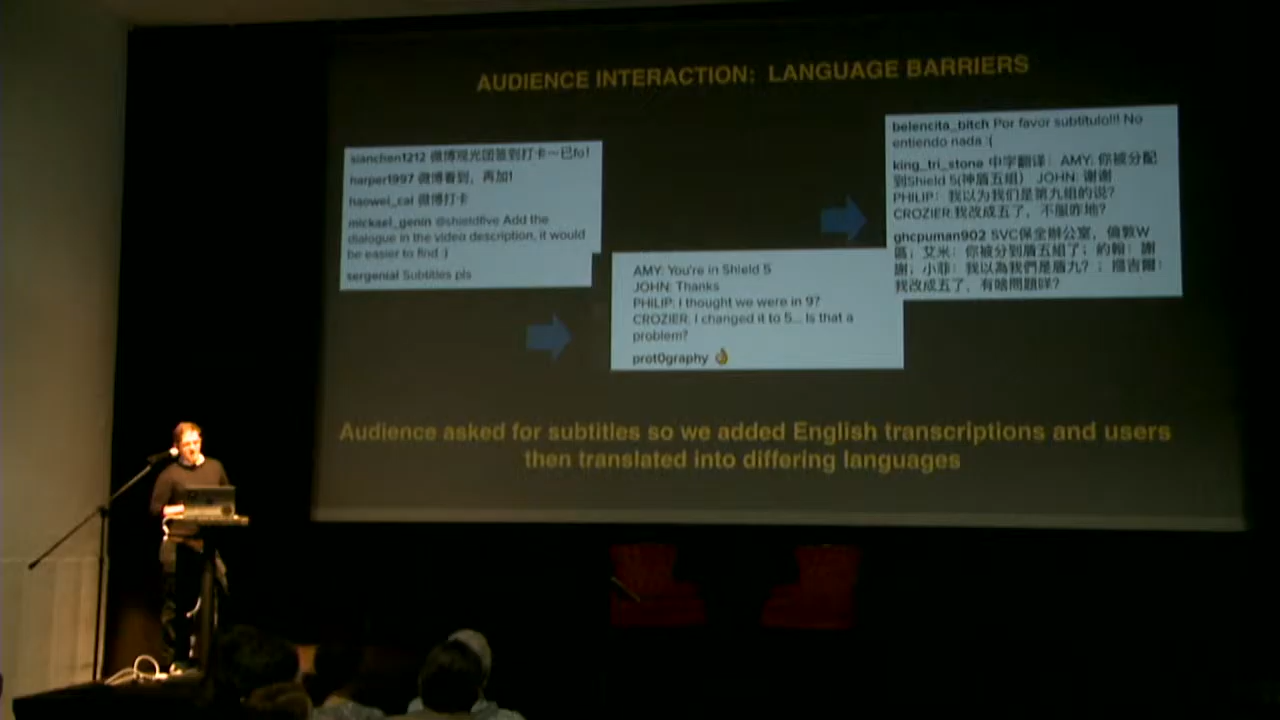 AUDIENCE INTERACTION: LANGUAGE BARRIERS
sianchen1212 微博现光团签到打卡~已fo!
harper1997 微博看到，再加1
haowei_cai 微博打卡
mickael_genin @shieldfive Add the
dialogue in the video description, it would
be easier to find :)
sergenial Subtitles pls
AMY: You're in Shield 5
JOHN: Thanks
PHILIP: I thought we were in 9?
CROZIER: I changed it to 5... Is that a
problem?
prot0graphy 👌
belencita_bitch Por favor subtitulo!!! No
entiendo nada :(
king_tri_stone 中字翻译：AMY: 你被分配
到Shield 5(神盾五组） JOHN: 谢谢
PHILIP：我以为我们是第九组的说?
CROZIER:我改成五了，不服咋地?
ghcpuman902 SVC保全辦公室，倫敦W
區；艾米：你被分到盾五組了；約翰：謝
謝；小菲：我以為我們是盾九？；
我改成五了，有啥問題咩?
Audience asked for subtitles so we added English transcriptions and users
then translated into differing languages